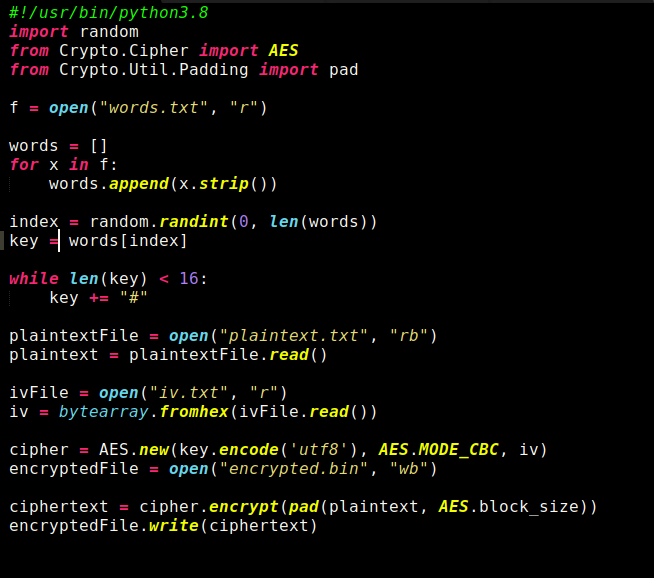 #!/usr/bin/python3.8
import random
from Crypto.Cipher import AES
from Crypto.Util.Padding import pad
f = open("words.txt", "r")
words = []
for x in f:
    words.append(x.strip())
index = random.randint(0, len(words))
key = words[index]
while len(key) < 16:
    key += "#"
plaintextFile = open("plaintext.txt", "rb")
plaintext = plaintextFile.read()
ivFile = open("iv.txt", "r")
iv = bytearray.fromhex(ivFile.read())
cipher = AES.new(key.encode('utf8'), AES.MODE_CBC, iv)
encryptedFile = open("encrypted.bin", "wb")
ciphertext = cipher.encrypt(pad(plaintext, AES.block_size))
encryptedFile.write(ciphertext)